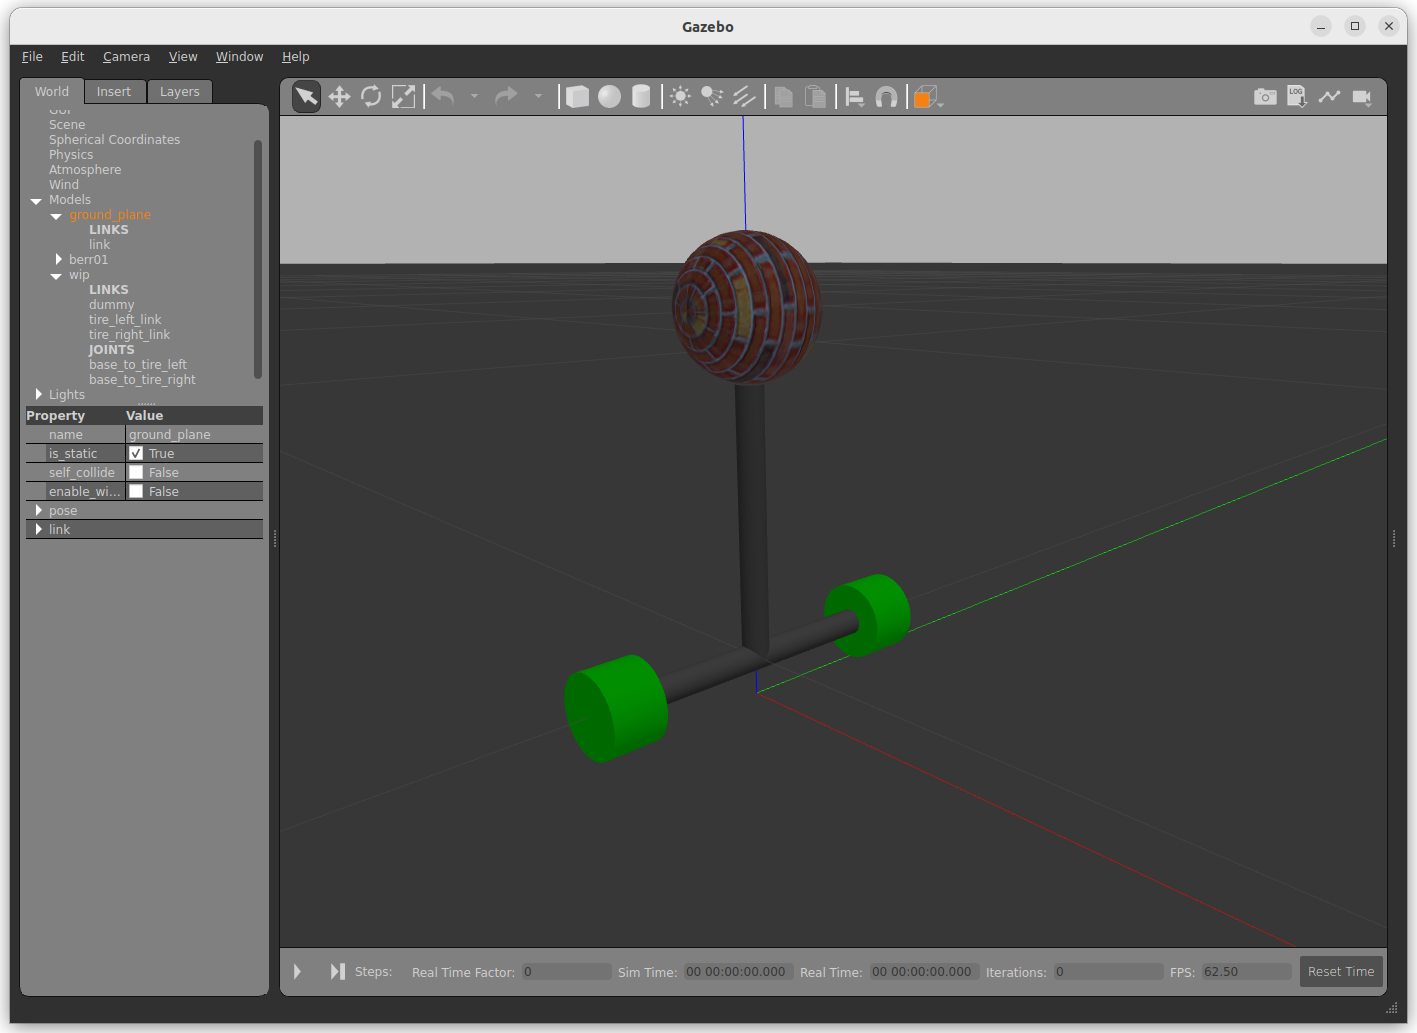 Gazebo
File Edit Camera View Window Help
World Insert Layers
GUI
Scene
Spherical Coordinates
Physics
Atmosphere
Wind
Models
ground_plane
LINKS
link
berr01
wip
LINKS
dummy
tire_left_link
tire_right_link
JOINTS
base_to_tire_left
base_to_tire_right
Lights
Property Value
name ground_plane
is_static True
self_collide False
enable_wi... False
pose
link
LOG
Steps: Real Time Factor: 0 Sim Time: 00 00:00:00.000 Real Time: 00 00:00:00.000 Iterations: 0 FPS: 62.50 Reset Time